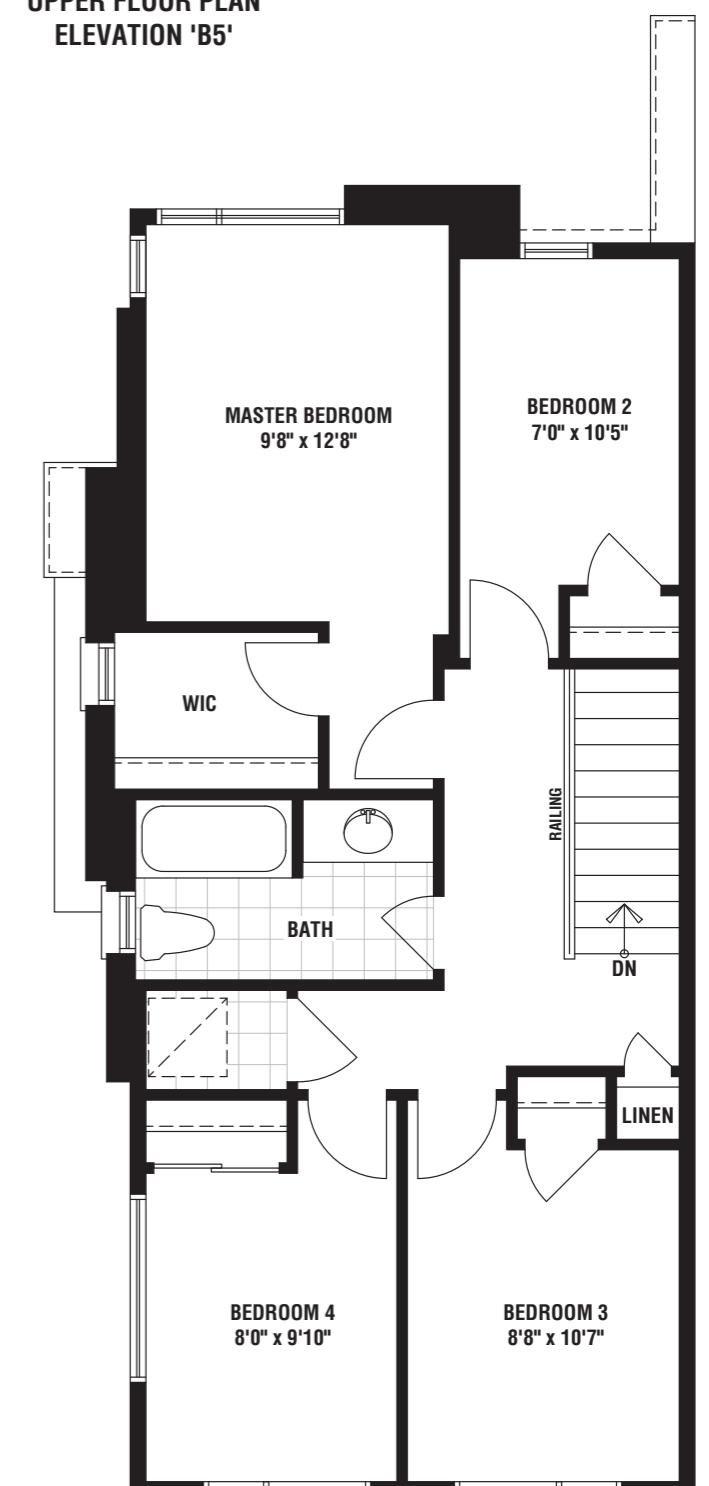 UPPER FLOOR PLAN
ELEVATION 'B5'
MASTER BEDROOM
9'8" x 12'8"
BEDROOM 2
7'0" x 10'5"
WIC
RAILING
BATH
DN
LINEN
BEDROOM 4
8'0" x 9'10"
BEDROOM 3
8'8" x 10'7"